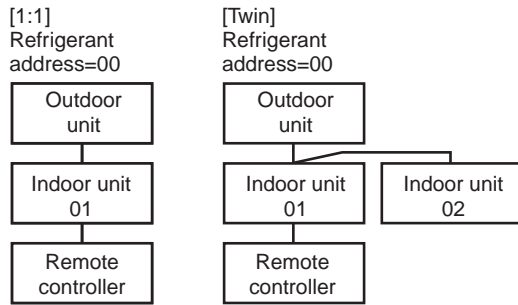 [1:1]
Refrigerant
address=00
Outdoor
unit
Indoor unit
01
Remote
controller
[Twin]
Refrigerant
address=00
Outdoor
unit
Indoor unit
01
Indoor unit
02
Remote
controller